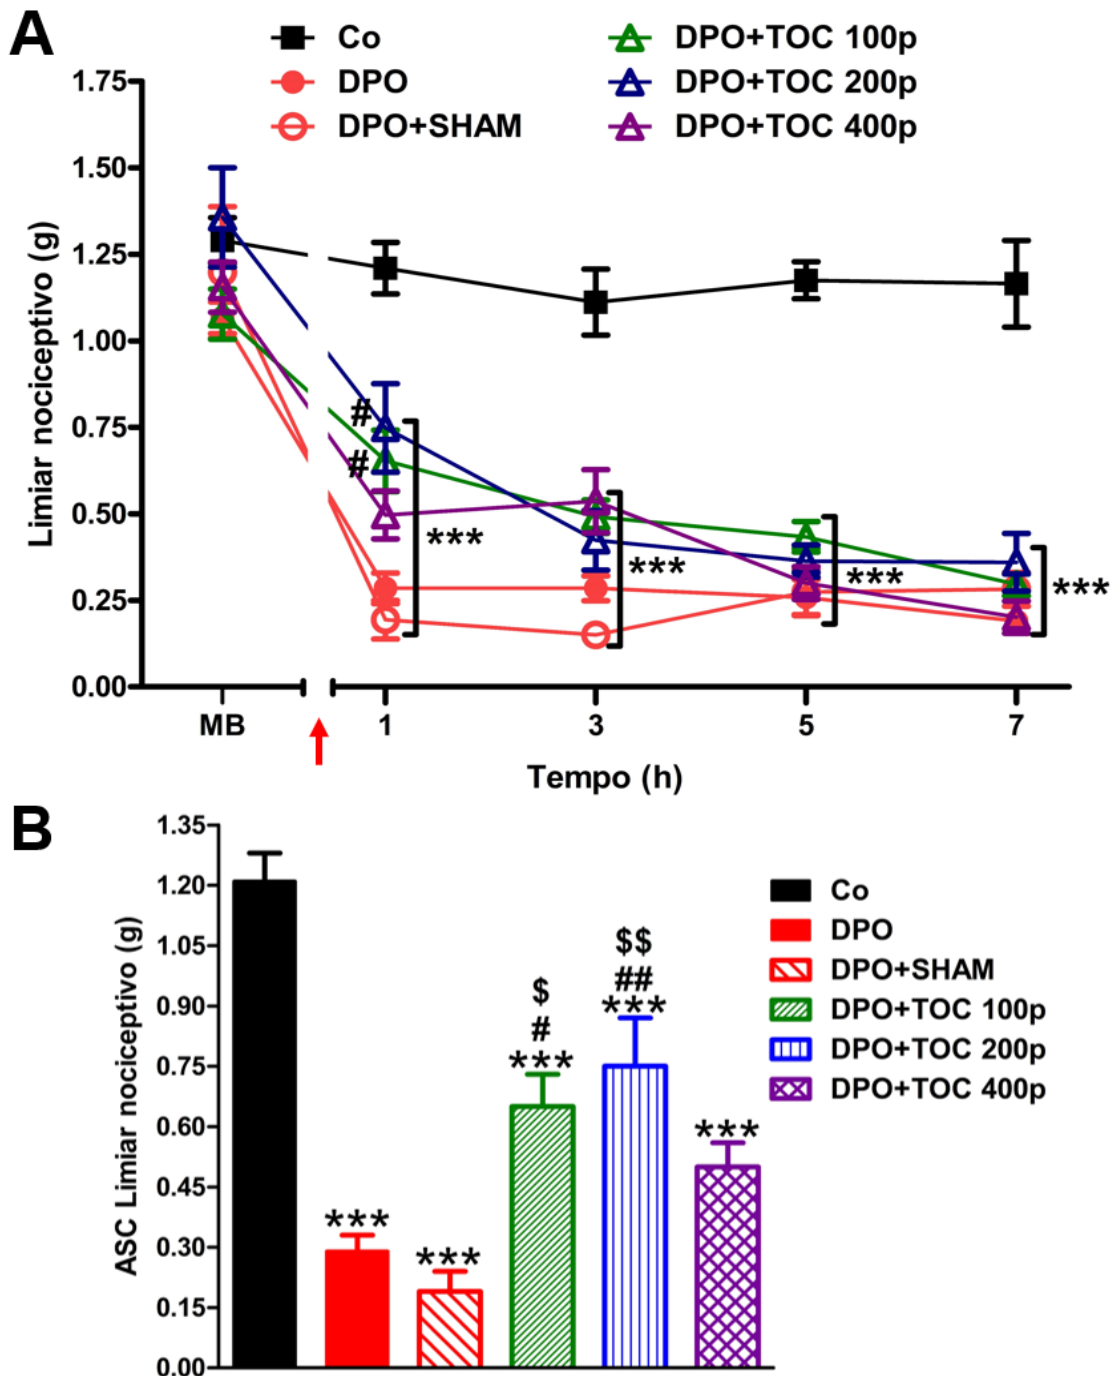 A
Co
DPO
DPO+SHAM
DPO+TOC 100p
DPO+TOC 200p
DPO+TOC 400p
Limiar nociceptivo (g)
1.75
1.50
1.25
1.00
0.75
0.50
0.25
0.00
#
#
***
***
***
***
MB 1 3 5 7
Tempo (h)
B
ASC Limiar nociceptivo (g)
1.35
1.20
1.05
0.90
0.75
0.60
0.45
0.30
0.15
0.00
***
***
$
#
***
$$
##
***
***
Co
DPO
DPO+SHAM
DPO+TOC 100p
DPO+TOC 200p
DPO+TOC 400p